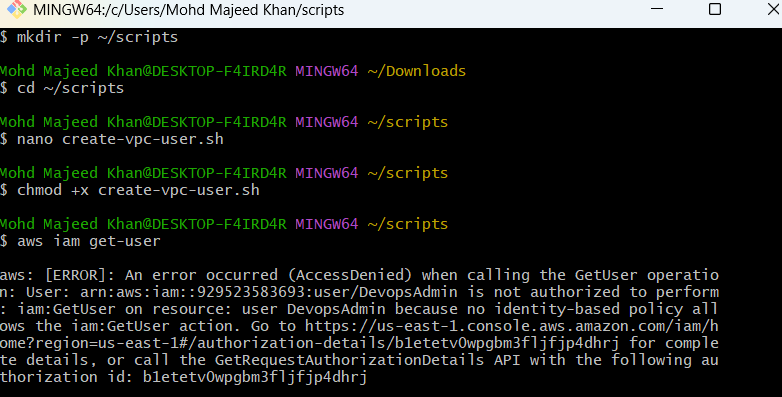 MINGW64:/c/Users/Mohd Majeed Khan/scripts
$ mkdir -p ~/scripts
Mohd Majeed Khan@DESKTOP-F4IRD4R MINGW64 ~/Downloads
$ cd ~/scripts
Mohd Majeed Khan@DESKTOP-F4IRD4R MINGW64 ~/scripts
$ nano create-vpc-user.sh
Mohd Majeed Khan@DESKTOP-F4IRD4R MINGW64 ~/scripts
$ chmod +x create-vpc-user.sh
Mohd Majeed Khan@DESKTOP-F4IRD4R MINGW64 ~/scripts
$ aws iam get-user
aws: [ERROR]: An error occurred (AccessDenied) when calling the GetUser operatio
n: User: arn:aws:iam::929523583693:user/DevopsAdmin is not authorized to perform
: iam:GetUser on resource: user DevopsAdmin because no identity-based policy all
ows the iam:GetUser action. Go to https://us-east-1.console.aws.amazon.com/iam/h
ome?region=us-east-1#/authorization-details/b1etetv0wpgbm3fljfjp4dhrj for comple
te details, or call the GetRequestAuthorizationDetails API with the following au
thorization id: b1etetv0wpgbm3fljfjp4dhrj